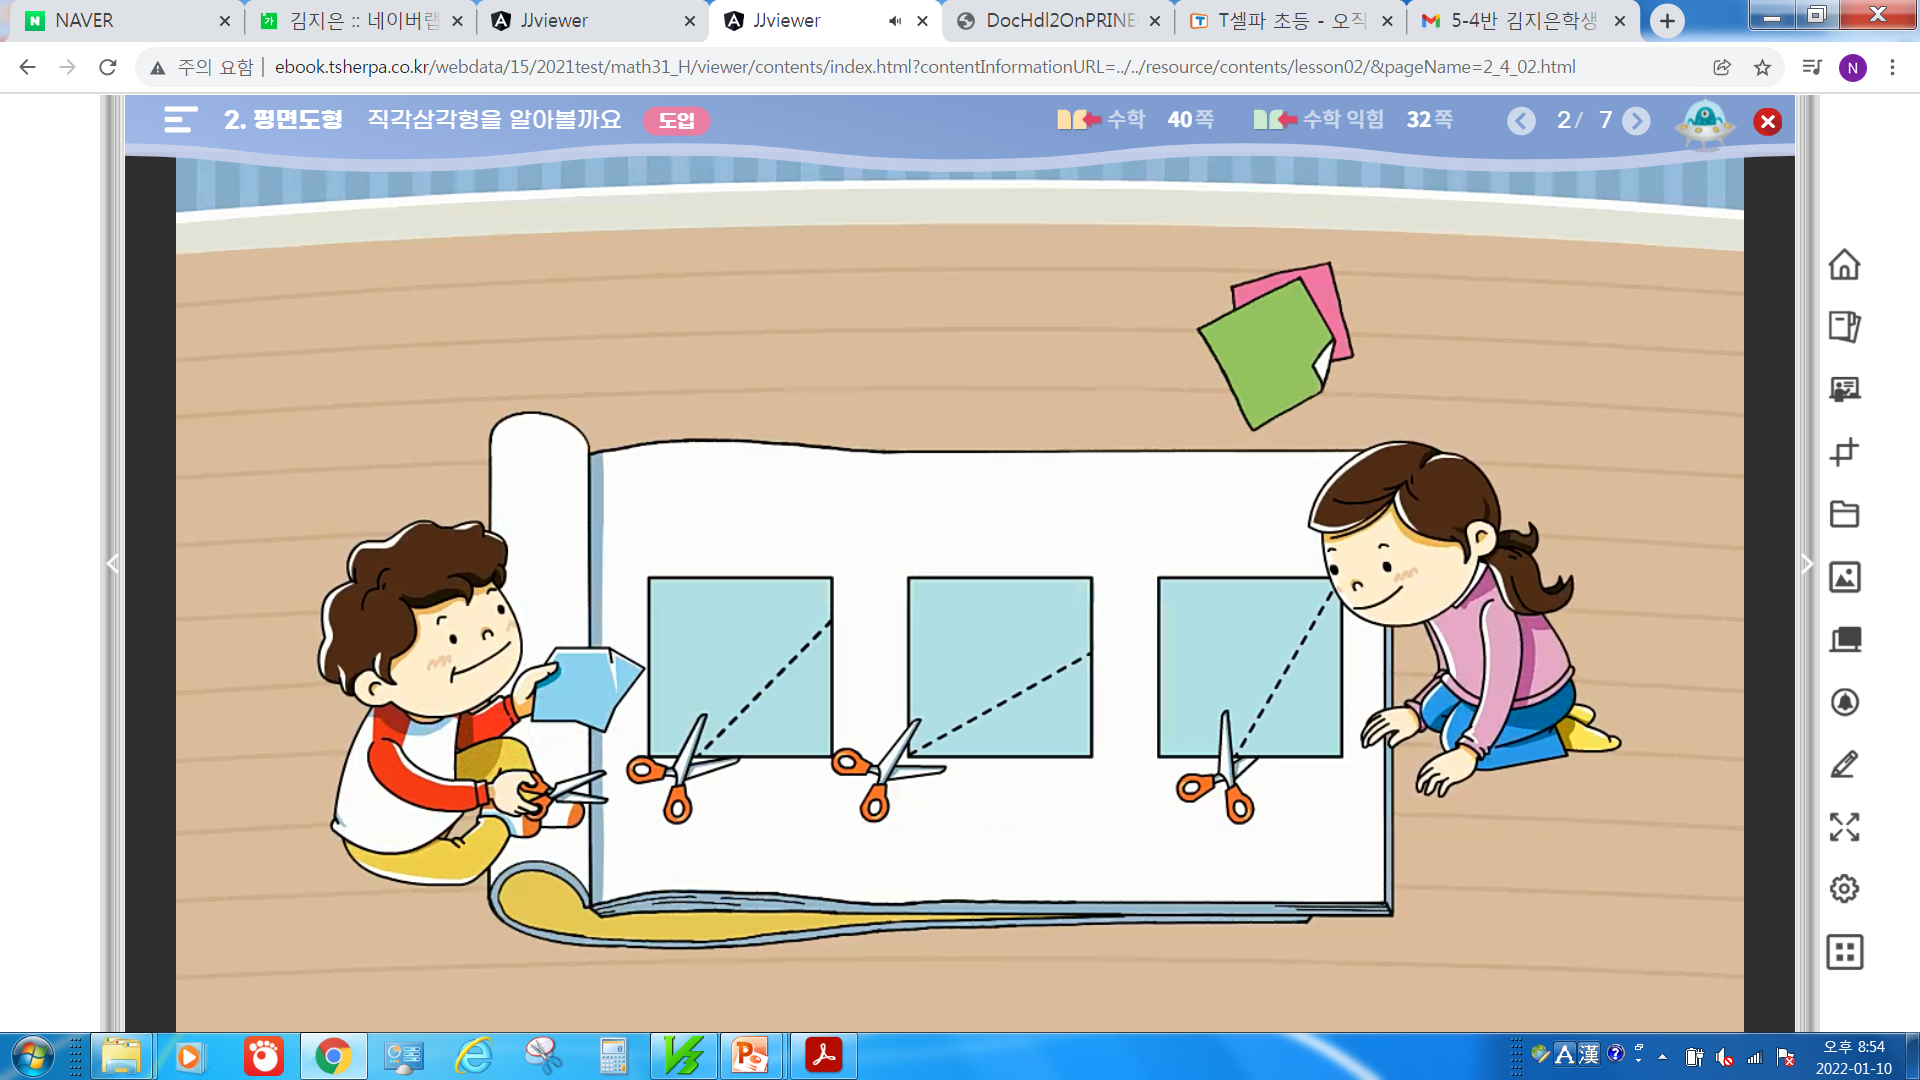 NAVER
김지은 :: 네이버랩
JJviewer
JJviewer
DocHdl2OnPRINE
T셀파 초등 - 오직
5-4반 김지은학생
주의 요함
ebook.tsherpa.co.kr/webdata/15/2021test/math31_H/viewer/contents/index.html?contentInformationURL=../../resource/contents/lesson02/&pageName=2_4_02.html
N
2. 평면도형 직각삼각형을 알아볼까요 도입
수학 40쪽 수학 익힘 32쪽 2 / 7
A 漢
오후 8:54
2022-01-10